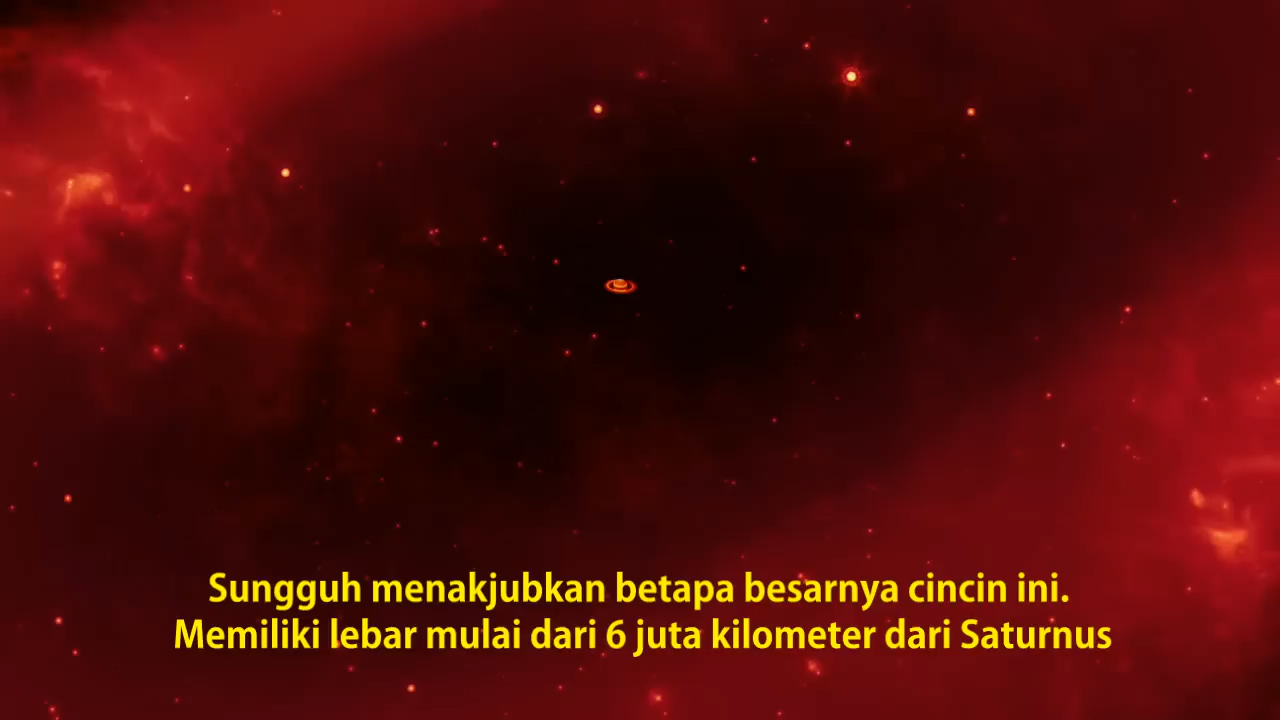 Sungguh menakjubkan betapa besarnya cincin ini.
Memiliki lebar mulai dari 6 juta kilometer dari Saturnus